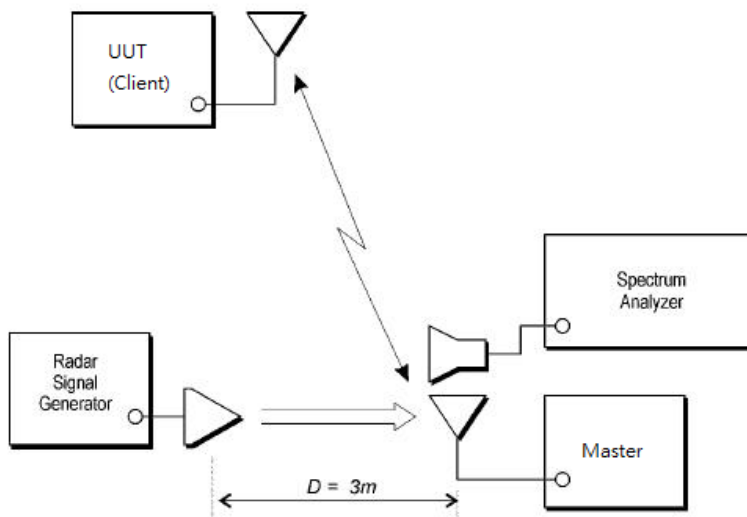 UUT
(Client)
Spectrum
Analyzer
Radar
Signal
Generator
Master
D = 3m